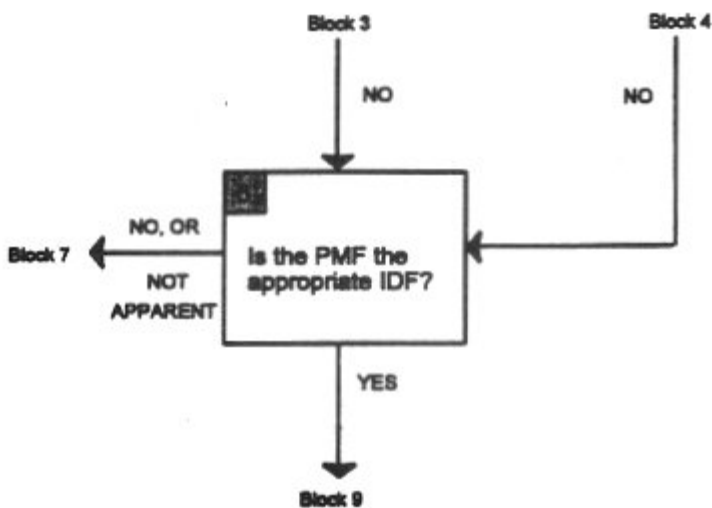 Block 3
Block 4
NO
NO
NO, OR
Block 7
NOT
APPARENT
Is the PMF the
appropriate IDF?
YES
Block 9